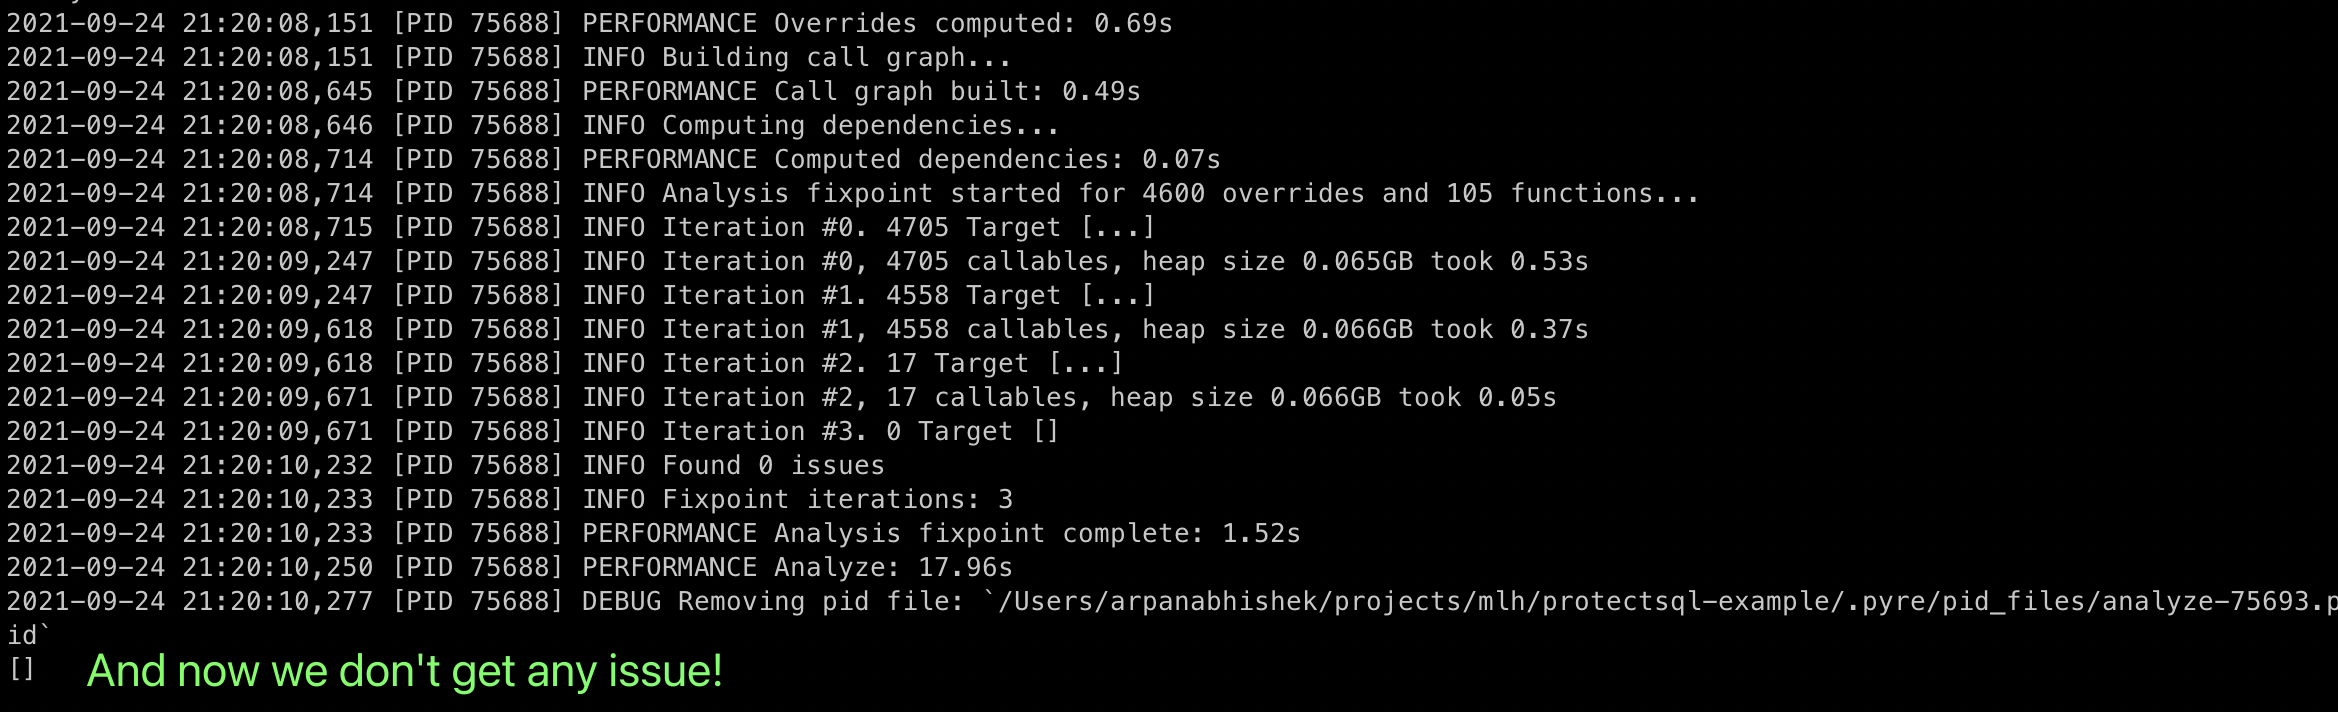 2021-09-24 21:20:08,151 [PID 75688] PERFORMANCE Overrides computed: 0.69s
2021-09-24 21:20:08,151 [PID 75688] INFO Building call graph...
2021-09-24 21:20:08,645 [PID 75688] PERFORMANCE Call graph built: 0.49s
2021-09-24 21:20:08,646 [PID 75688] INFO Computing dependencies...
2021-09-24 21:20:08,714 [PID 75688] PERFORMANCE Computed dependencies: 0.07s
2021-09-24 21:20:08,714 [PID 75688] INFO Analysis fixpoint started for 4600 overrides and 105 functions...
2021-09-24 21:20:08,715 [PID 75688] INFO Iteration #0. 4705 Target [...]
2021-09-24 21:20:09,247 [PID 75688] INFO Iteration #0, 4705 callables, heap size 0.065GB took 0.53s
2021-09-24 21:20:09,247 [PID 75688] INFO Iteration #1. 4558 Target [...]
2021-09-24 21:20:09,618 [PID 75688] INFO Iteration #1, 4558 callables, heap size 0.066GB took 0.37s
2021-09-24 21:20:09,618 [PID 75688] INFO Iteration #2. 17 Target [...]
2021-09-24 21:20:09,671 [PID 75688] INFO Iteration #2, 17 callables, heap size 0.066GB took 0.05s
2021-09-24 21:20:09,671 [PID 75688] INFO Iteration #3. 0 Target []
2021-09-24 21:20:10,232 [PID 75688] INFO Found 0 issues
2021-09-24 21:20:10,233 [PID 75688] INFO Fixpoint iterations: 3
2021-09-24 21:20:10,233 [PID 75688] PERFORMANCE Analysis fixpoint complete: 1.52s
2021-09-24 21:20:10,250 [PID 75688] PERFORMANCE Analyze: 17.96s
2021-09-24 21:20:10,277 [PID 75688] DEBUG Removing pid file: `/Users/arpanabhishek/projects/mlh/protectsql-example/.pyre/pid_files/analyze-75693.p
id`
[] And now we don't get any issue!